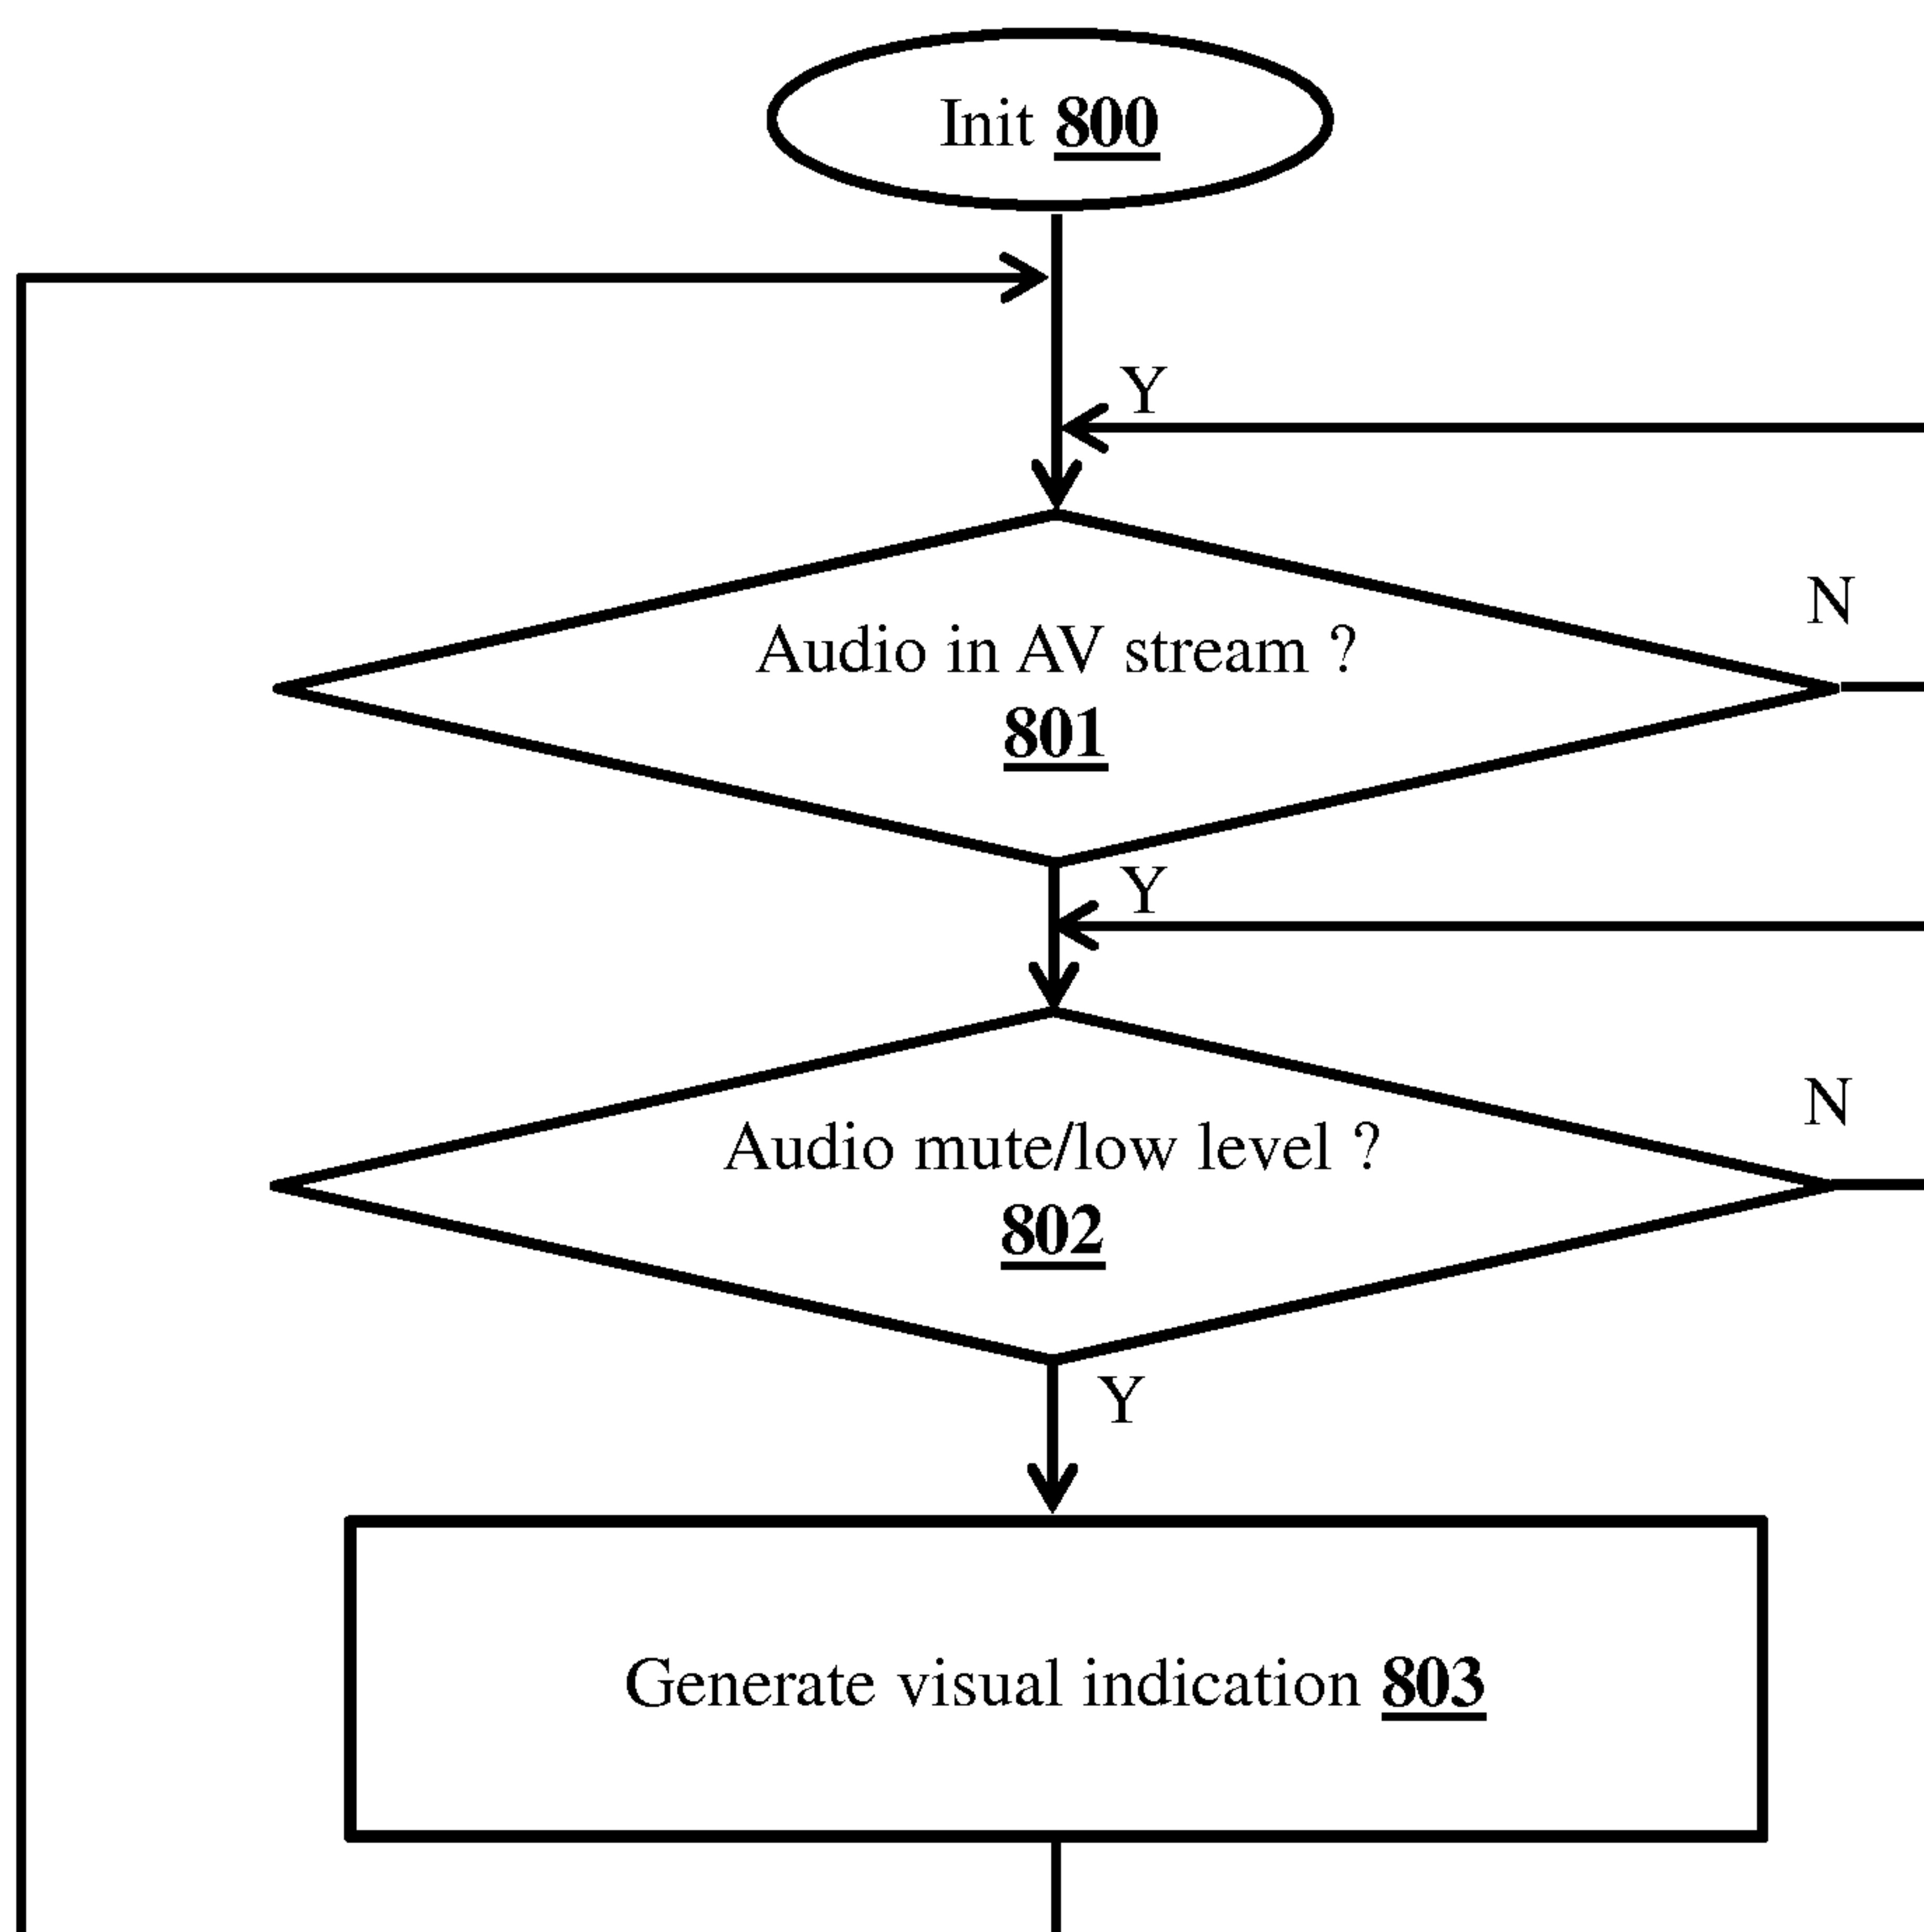 Init 800
Y
N
Audio in AV stream ?
801
Y
N
Audio mute/low level ?
802
Y
Generate visual indication 803